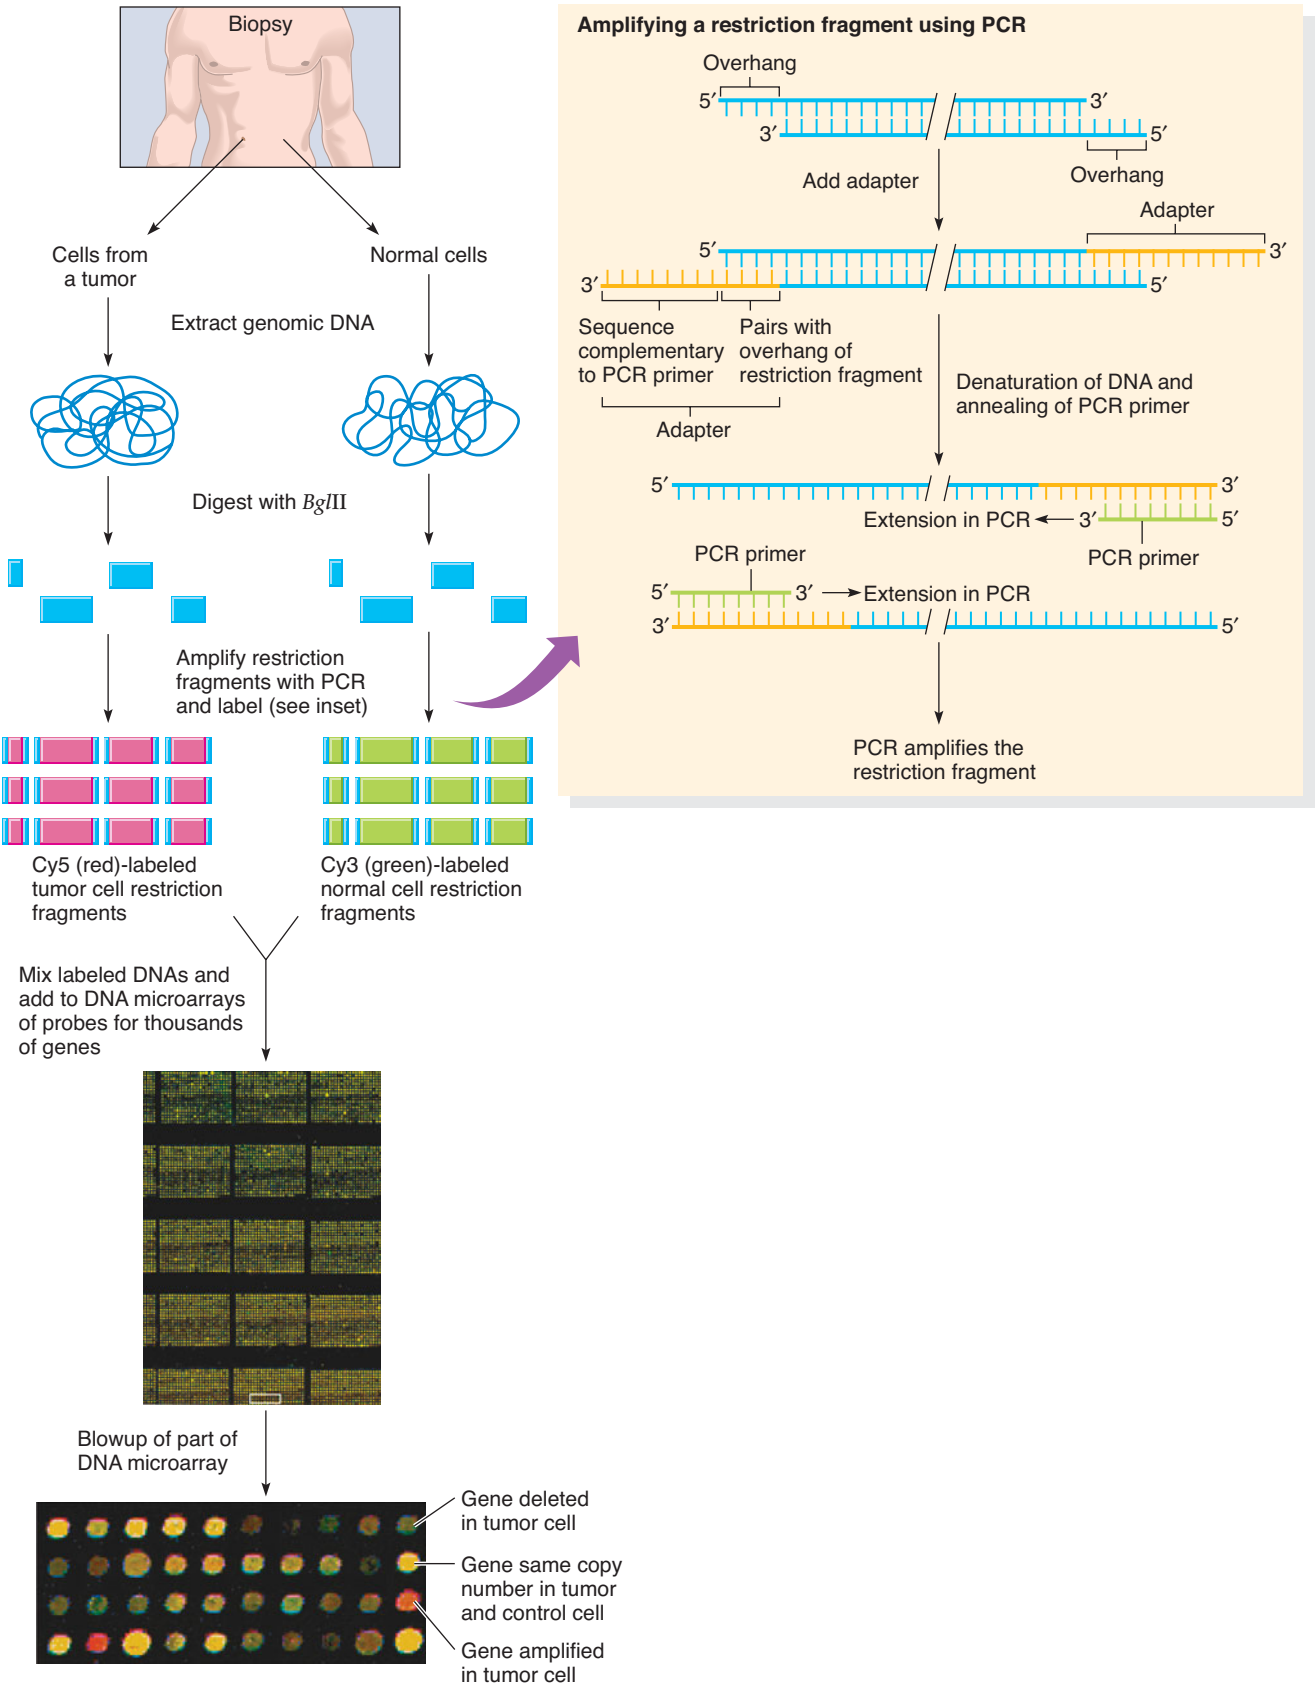 Biopsy
Cells from
a tumor
Normal cells
Extract genomic DNA
Digest with BglII
Amplify restriction
fragments with PCR
and label (see inset)
Cy5 (red)-labeled
tumor cell restriction
fragments
Cy3 (green)-labeled
normal cell restriction
fragments
Mix labeled DNAs and
add to DNA microarrays
of probes for thousands
of genes
Blowup of part of
DNA microarray
Gene deleted
in tumor cell
Gene same copy
number in tumor
and control cell
Gene amplified
in tumor cell
Amplifying a restriction fragment using PCR
Overhang
5′ 3′
3′ 5′
Overhang
Add adapter
Adapter
5′ 3′
3′ 5′
Sequence
complementary
to PCR primer
Pairs with
overhang of
restriction fragment
Adapter
Denaturation of DNA and
annealing of PCR primer
5′ 3′
Extension in PCR 3′ 5′
PCR primer
PCR primer
5′ 3′ Extension in PCR
3′ 5′
PCR amplifies the
restriction fragment